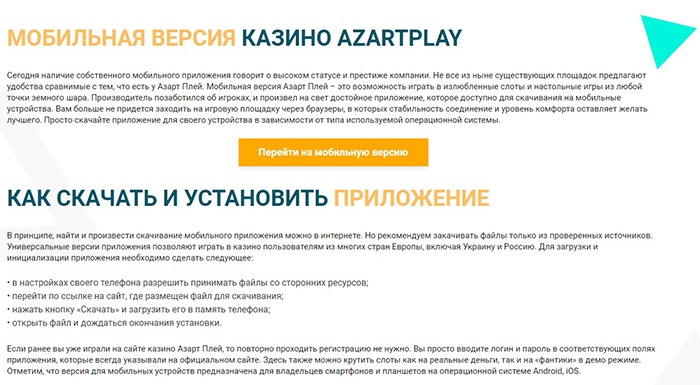 МОБИЛЬНАЯ ВЕРСИЯ КАЗИНО AZARTPLAY
Сегодня наличие собственного мобильного приложения говорит о высоком статусе и престиже компании. Не все из ныне существующих площадок предлагают
удобства сравнимые с тем, что есть у Азарт Плей. Мобильная версия Азарт Плей – это возможность играть в излюбленные слоты и настольные игры из любой
точки земного шара. Производитель позаботился об игроках, и произвел на свет достойное приложение, которое доступно для скачивания на мобильные
устройства. Вам больше не придется заходить на игровую площадку через браузеры, в которых стабильность соединение и уровень комфорта оставляет желать
лучшего. Просто скачайте приложение для своего устройства в зависимости от типа используемой операционной системы.
Перейти на мобильную версию
КАК СКАЧАТЬ И УСТАНОВИТЬ ПРИЛОЖЕНИЕ
В принципе, найти и произвести скачивание мобильного приложения можно в интернете. Но рекомендуем закачивать файлы только из проверенных источников.
Универсальные версии приложения позволяют играть в казино пользователям из многих стран Европы, включая Украину и Россию. Для загрузки и
инициализации приложения необходимо сделать следующее:
• в настройках своего телефона разрешить принимать файлы со сторонних ресурсов;
• перейти по ссылке на сайт, где размещен файл для скачивания;
• нажать кнопку «Скачать» и загрузить его в память телефона;
• открыть файл и дождаться окончания установки.
Если ранее вы уже играли на сайте казино Азарт Плей, то повторно проходить регистрацию не нужно. Вы просто вводите логин и пароль в соответствующих полях
приложения, которые всегда указывали на официальном сайте. Здесь также можно крутить слоты как на реальные деньги, так и на «фантики» в демо режиме.
Отметим, что версия для мобильных устройств предназначена для владельцев смартфонов и планшетов на операционной системе Android, iOS.